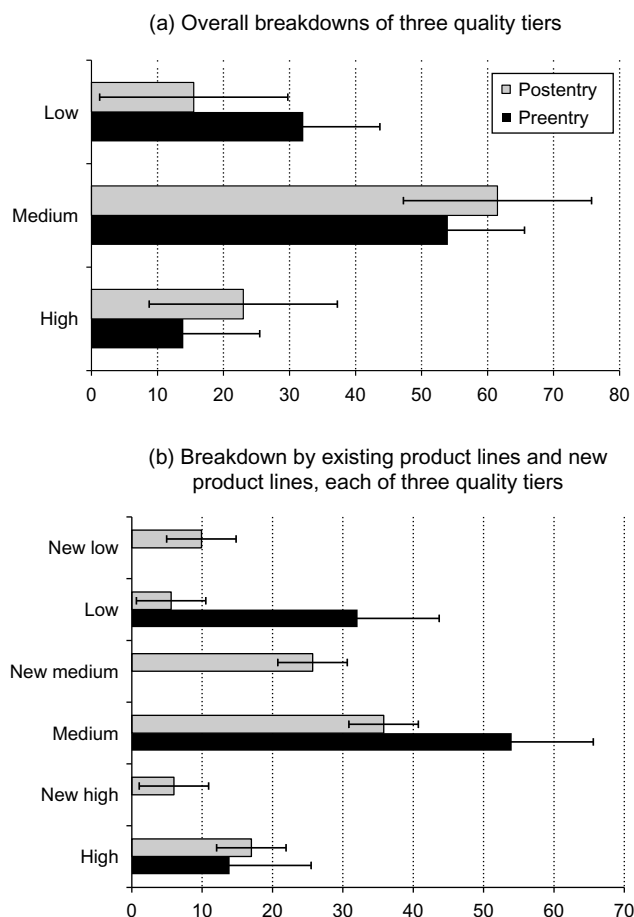 (a) Overall breakdowns of three quality tiers
Postentry
Preentry
Low
Medium
High
0 10 20 30 40 50 60 70 80
(b) Breakdown by existing product lines and new
product lines, each of three quality tiers
New low
Low
New medium
Medium
New high
High
0 10 20 30 40 50 60 70